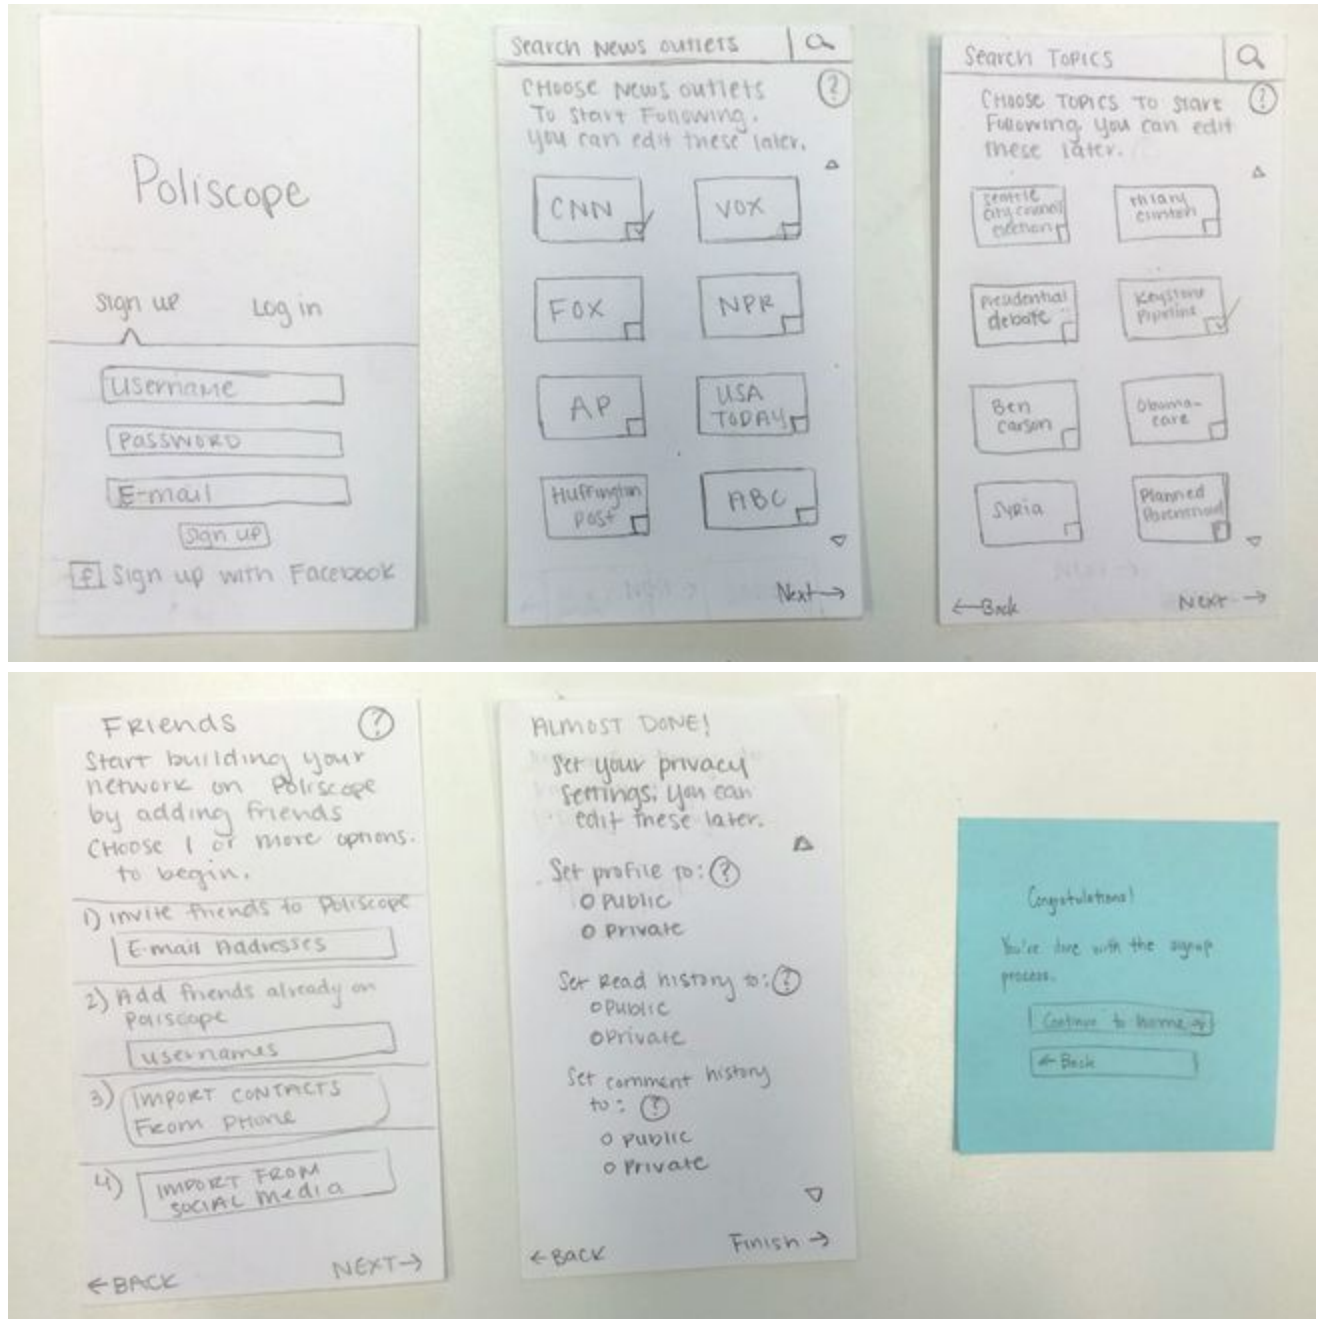 Poliscope
Sign up
Log in
Username
PASSWORD
E-mail
Sign up
f Sign up with Facebook
Search News outlets
CHoose News outlets
To Start Following.
you can edit these later.
?
CNN
VOX
FOX
NPR
AP
USA
TODAY
Huffington
post
ABC
Next →
Search TOPICS
CHOOSE TOPICS TO Start
Following. you can edit
these later.
?
Seattle
city council
election
Hilary
Clinton
Presidential
debate
Keystone
Pipeline
Ben
Carson
Obama-
care
Syria
Planned
Parenthood
← Back
Next →
Friends
?
Start building your
network on Poliscope
by adding friends
CHoose 1 or more options.
to begin.
1) Invite friends to Poliscope
E-mail Addresses
2) Add friends already on
Poliscope
usernames
3) IMPORT CONTACTS
From PHONE
4) IMPORT FROM
SOCIAL media
← BACK
NEXT →
ALMOST DONE!
Set your privacy
settings. you can
edit these later.
Set profile to: ?
Public
Private
Set Read history to: ?
Public
Private
Set comment history
to: ?
Public
Private
← BACK
Finish →
Congratulations!
You're done with the signup
process.
Continue to home →
← Back